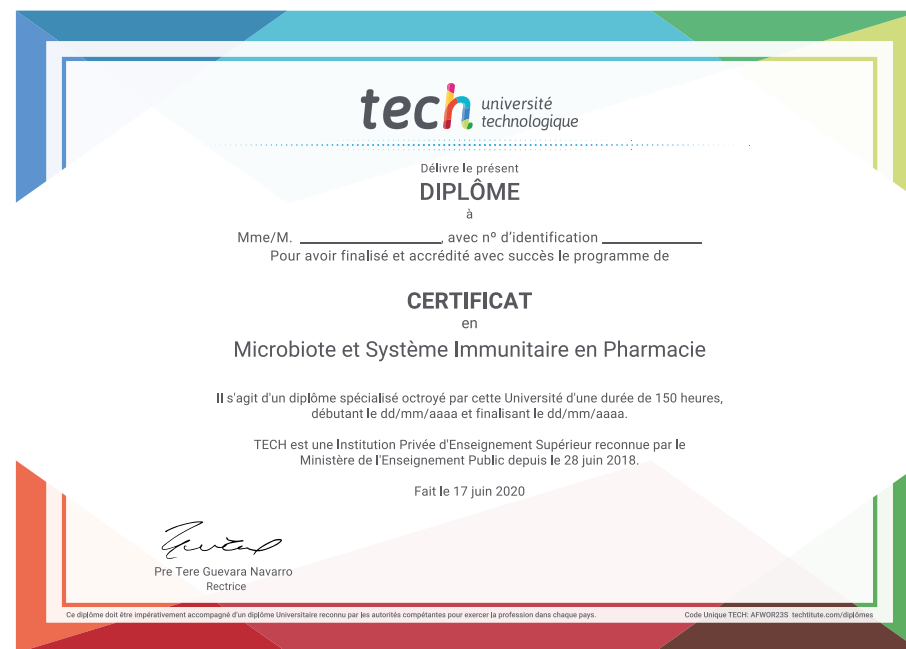 tech université
technologique
Délivre le présent
DIPLÔME
à
Mme/M. ____________________, avec nº d'identification ______________
Pour avoir finalisé et accrédité avec succès le programme de
CERTIFICAT
en
Microbiote et Système Immunitaire en Pharmacie
Il s'agit d'un diplôme spécialisé octroyé par cette Université d'une durée de 150 heures,
débutant le dd/mm/aaaa et finalisant le dd/mm/aaaa.
TECH est une Institution Privée d'Enseignement Supérieur reconnue par le
Ministère de l'Enseignement Public depuis le 28 juin 2018.
Fait le 17 juin 2020
Pre Tere Guevara Navarro
Rectrice
Ce diplôme doit être impérativement accompagné d'un diplôme Universitaire reconnu par les autorités compétantes pour exercer la profession dans chaque pays.
Code Unique TECH: AFWOR23S techtitute.com/diplômes